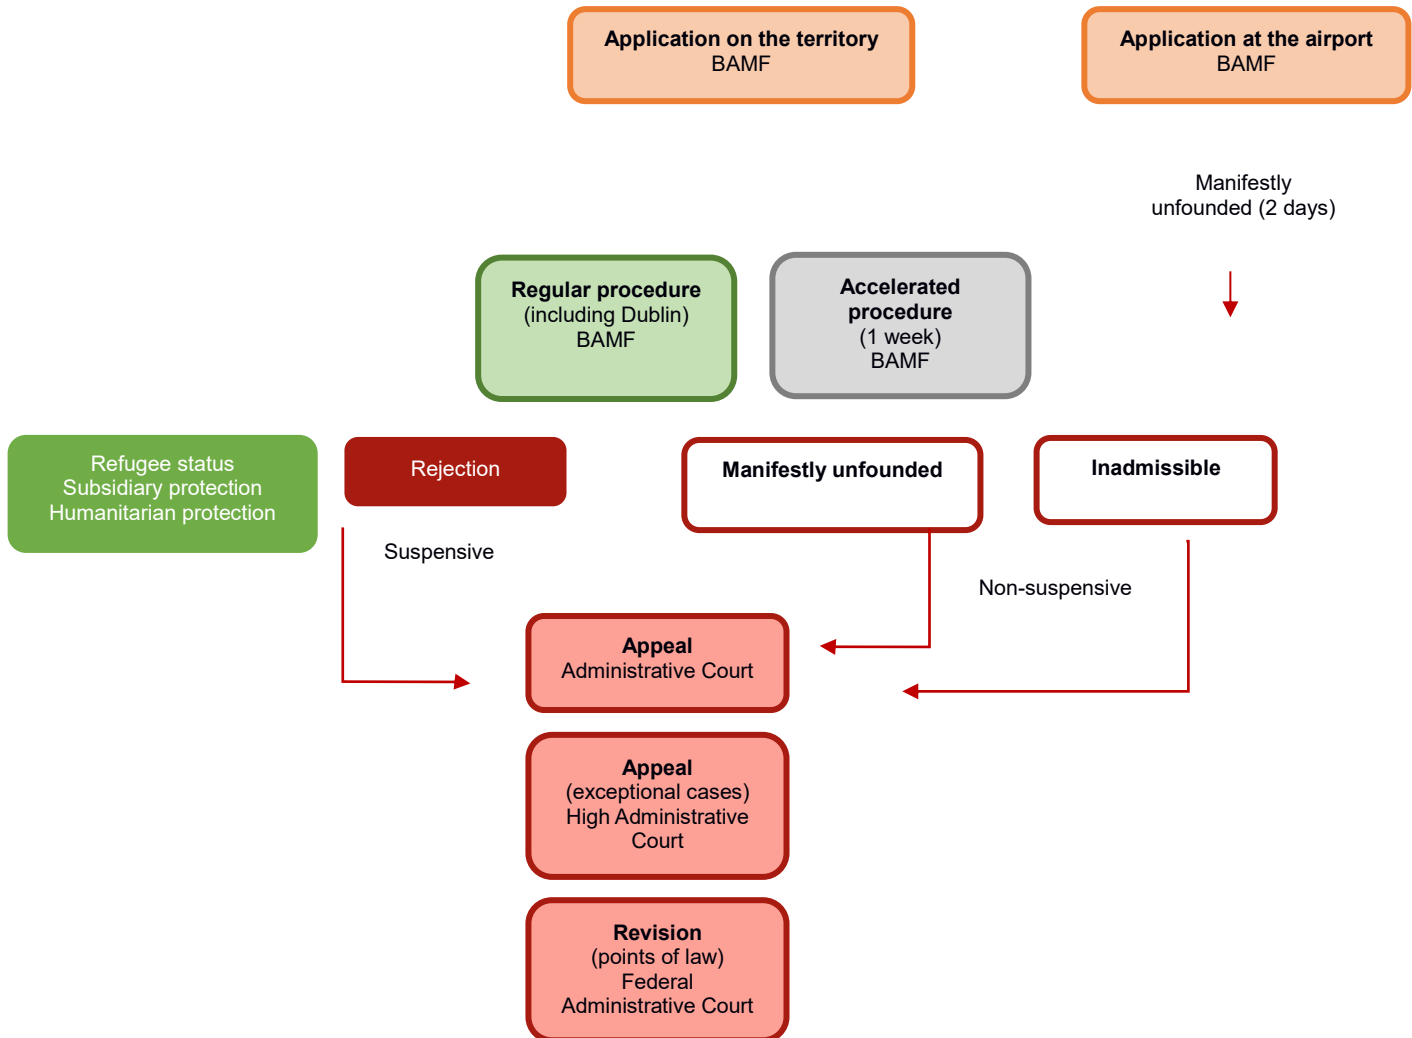 Application on the territory
BAMF
Application at the airport
BAMF
Manifestly
unfounded (2 days)
Regular procedure
(including Dublin)
BAMF
Accelerated
procedure
(1 week)
BAMF
Refugee status
Subsidiary protection
Humanitarian protection
Rejection
Manifestly unfounded
Inadmissible
Suspensive
Non-suspensive
Appeal
Administrative Court
Appeal
(exceptional cases)
High Administrative
Court
Revision
(points of law)
Federal
Administrative Court